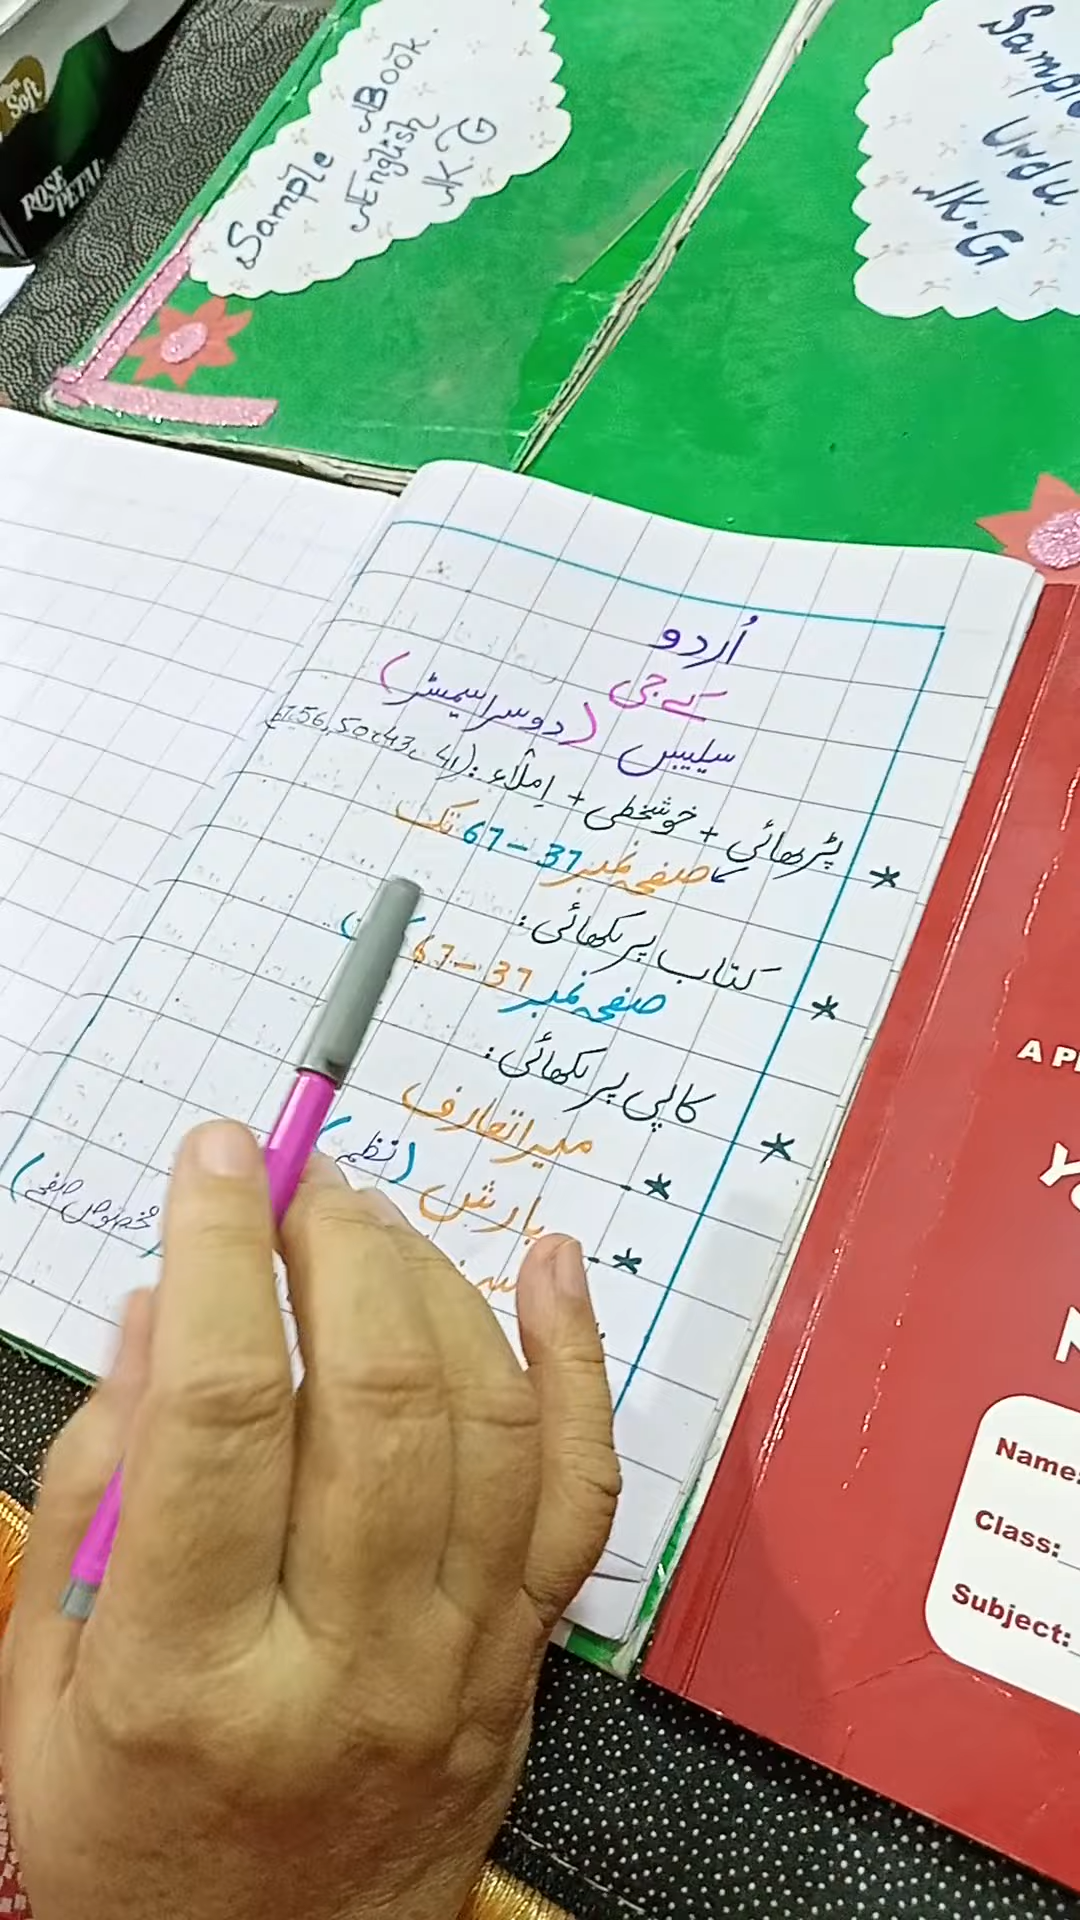 Soft
ROSE
PETAL
Sample
Book
English
K.G
Sample
Urdu
K.G
اُردو
کے جی
سلیبس (دوسرا سمیسٹر)
پڑھائی + خوشخطی + اِملاء: (41، 43، 50, 56
صفحہ نمبر 37 - 67 تک
کتاب پر لکھائی:
صفحہ نمبر 37 - 67
کاپی پر لکھائی:
میرا تعارف
بارش (نظم)
مخصوص صفحہ)
A
Name:
Class:
Subject: